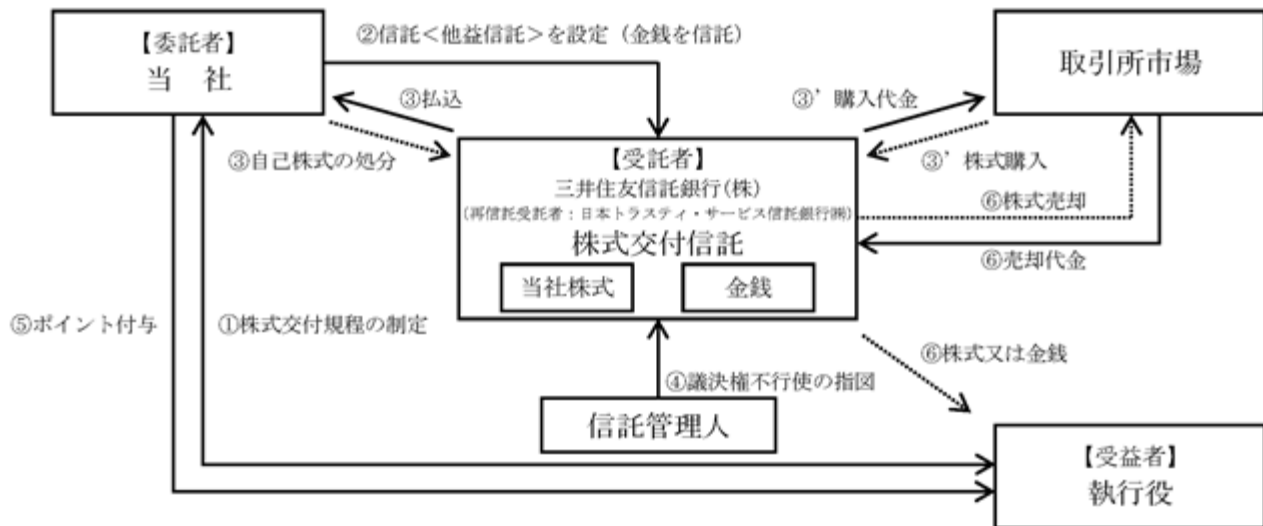 【委託者】
当 社
②信託<他益信託>を設定(金銭を信託)
取引所市場
③払込
③'購入代金
③自己株式の処分
③'株式購入
【受託者】
三井住友信託銀行(株)
(再信託受託者:日本トラスティ・サービス信託銀行㈱)
株式交付信託
当社株式
金銭
⑥株式売却
⑥売却代金
⑤ポイント付与
①株式交付規程の制定
⑥株式又は金銭
④議決権不行使の指図
信託管理人
【受益者】
執行役